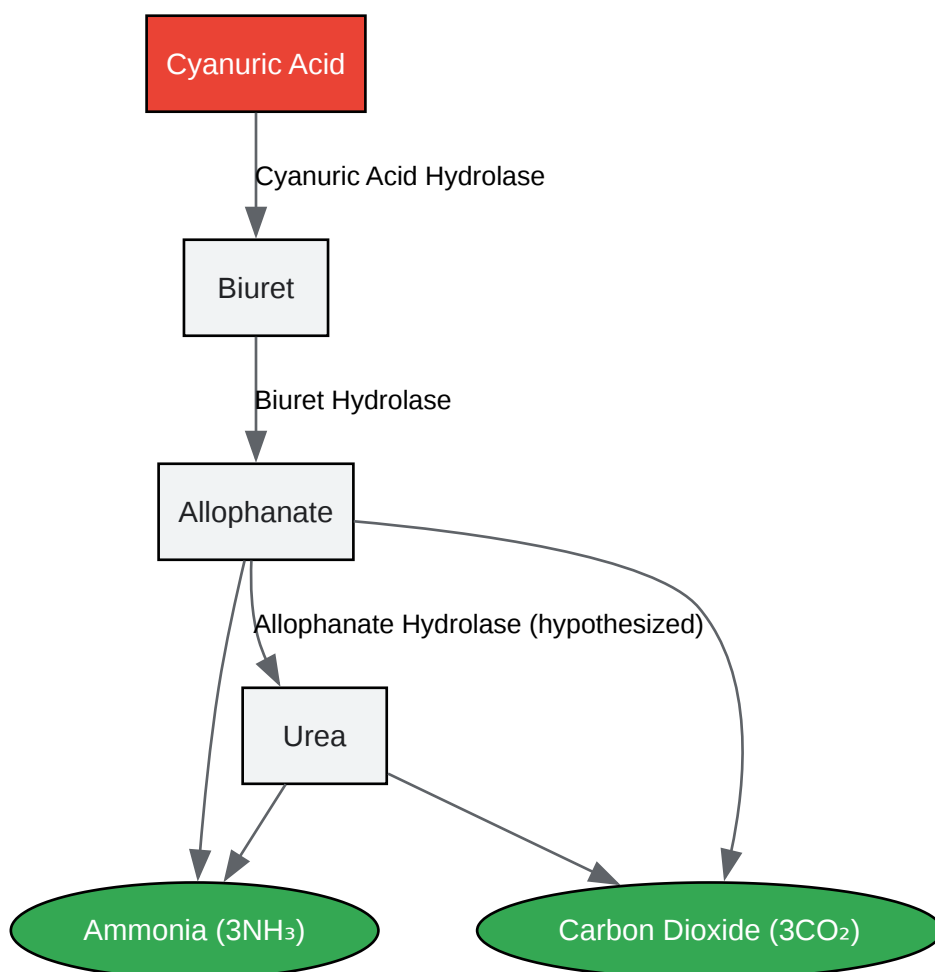 Cyanuric Acid
Cyanuric Acid Hydrolase
Biuret
Biuret Hydrolase
Allophanate
Allophanate Hydrolase (hypothesized)
Urea
Ammonia (3NH₃)
Carbon Dioxide (3CO₂)